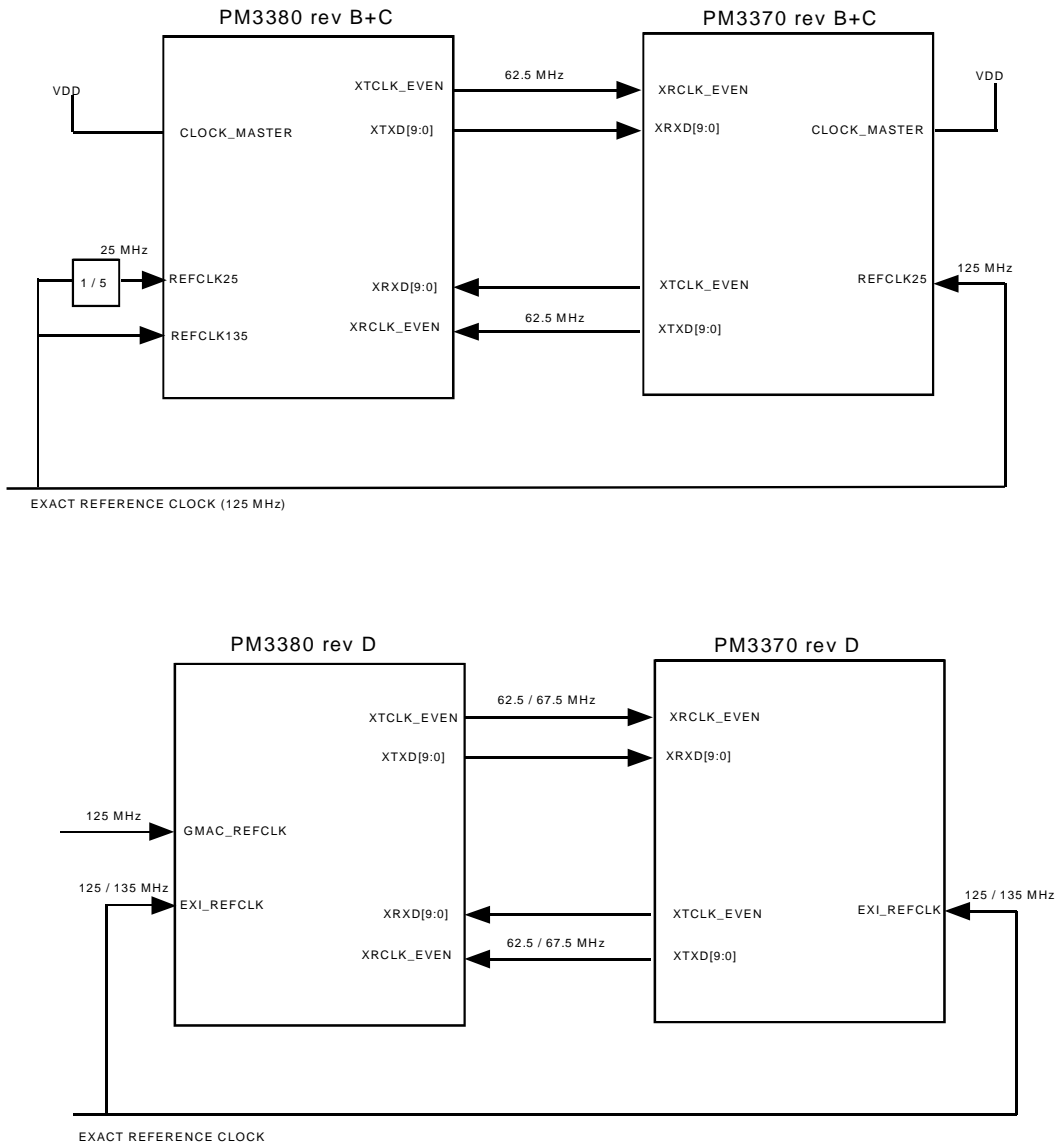 PM3380 rev B+C
PM3370 rev B+C
VDD
XTCLK_EVEN
62.5 MHz
XRCLK_EVEN
VDD
CLOCK_MASTER
XTXD[9:0]
XRXD[9:0]
CLOCK_MASTER
25 MHz
1 / 5
REFCLK25
XRXD[9:0]
XTCLK_EVEN
REFCLK25
125 MHz
REFCLK135
XRCLK_EVEN
62.5 MHz
XTXD[9:0]
EXACT REFERENCE CLOCK (125 MHz)
PM3380 rev D
PM3370 rev D
XTCLK_EVEN
62.5 / 67.5 MHz
XRCLK_EVEN
XTXD[9:0]
XRXD[9:0]
125 MHz
GMAC_REFCLK
125 / 135 MHz
EXI_REFCLK
XRXD[9:0]
XTCLK_EVEN
EXI_REFCLK
125 / 135 MHz
XRCLK_EVEN
62.5 / 67.5 MHz
XTXD[9:0]
EXACT REFERENCE CLOCK